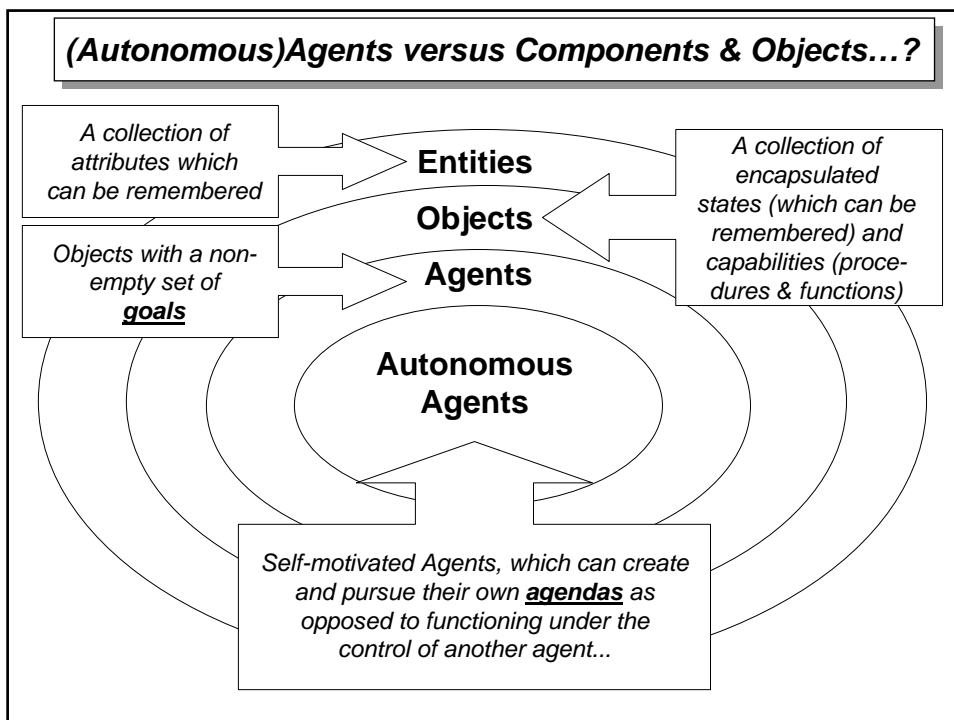 (Autonomous)Agents versus Components & Objects…?
A collection of
attributes which
can be remembered
Entities
Objects
Agents
Autonomous
Agents
A collection of
encapsulated
states (which can be
remembered) and
capabilities (proce-
dures & functions)
Objects with a non-
empty set of
goals
Self-motivated Agents, which can create
and pursue their own agendas as
opposed to functioning under the
control of another agent...